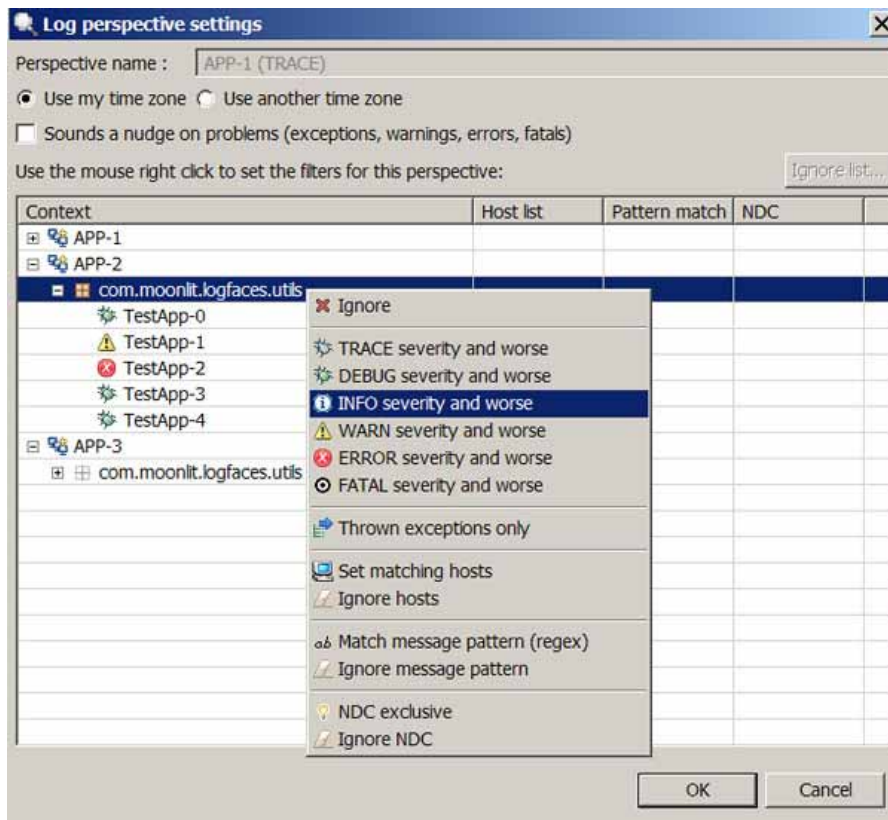 Log perspective settings
Perspective name : APP-1 (TRACE)
Use my time zone Use another time zone
Sounds a nudge on problems (exceptions, warnings, errors, fatals)
Use the mouse right click to set the filters for this perspective: Ignore list...
Context Host list Pattern match NDC
APP-1
APP-2
com.moonlit.logfaces.utils
TestApp-0
TestApp-1
TestApp-2
TestApp-3
TestApp-4
APP-3
com.moonlit.logfaces.utils
Ignore
TRACE severity and worse
DEBUG severity and worse
INFO severity and worse
WARN severity and worse
ERROR severity and worse
FATAL severity and worse
Thrown exceptions only
Set matching hosts
Ignore hosts
ab Match message pattern (regex)
Ignore message pattern
NDC exclusive
Ignore NDC
OK Cancel